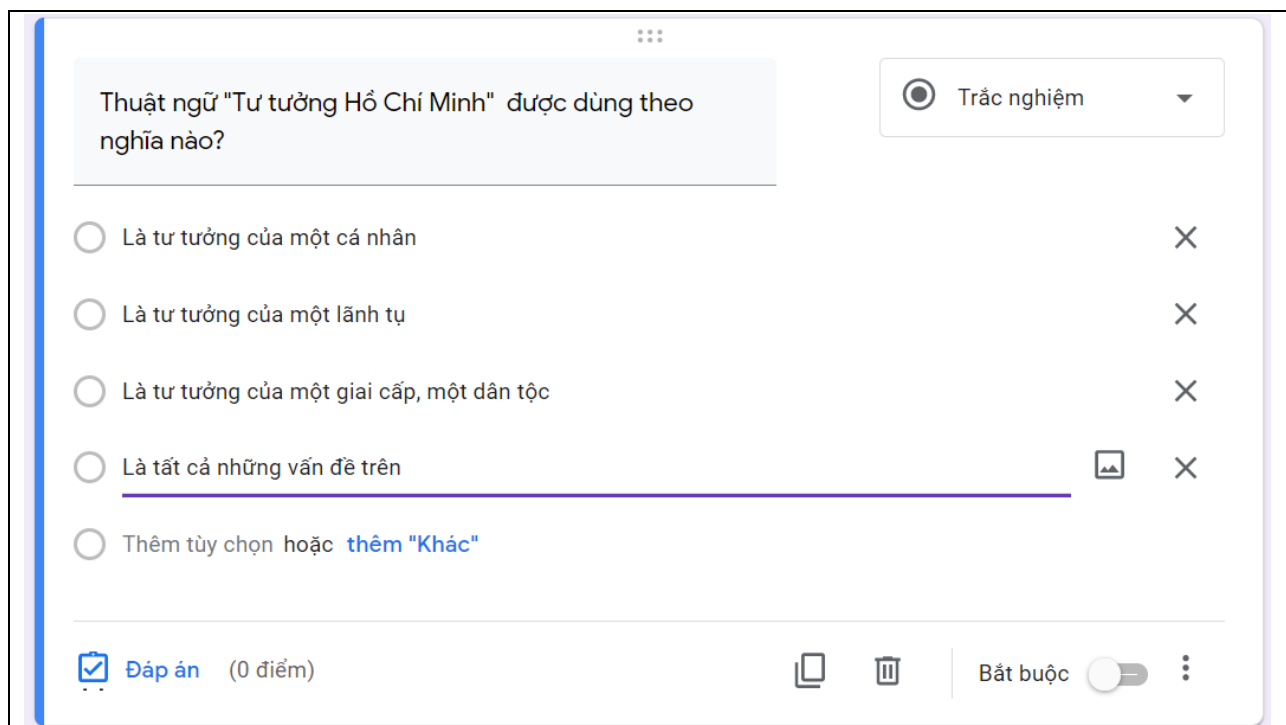 Thuật ngữ "Tư tưởng Hồ Chí Minh"  được dùng theo
nghĩa nào?
Trắc nghiệm
Là tư tưởng của một cá nhân
Là tư tưởng của một lãnh tụ
Là tư tưởng của một giai cấp, một dân tộc
Là tất cả những vấn đề trên
Thêm tùy chọn hoặc thêm "Khác"
Đáp án (0 điểm)
Bắt buộc